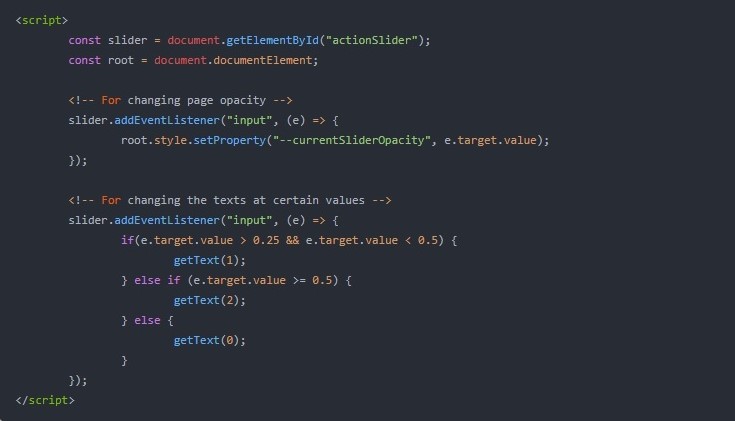 <script>
const slider = document.getElementById("actionSlider");
const root = document.documentElement;
<!-- For changing page opacity -->
slider.addEventListener("input", (e) => {
root.style.setProperty("--currentSliderOpacity", e.target.value);
});
<!-- For changing the texts at certain values -->
slider.addEventListener("input", (e) => {
if(e.target.value > 0.25 && e.target.value < 0.5) {
getText(1);
} else if (e.target.value >= 0.5) {
getText(2);
} else {
getText(0);
}
});
</script>